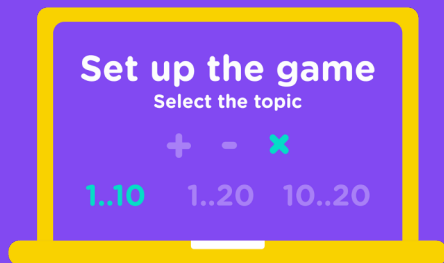 Set up the game
Select the topic
+ - ×
1..10 1..20 10..20